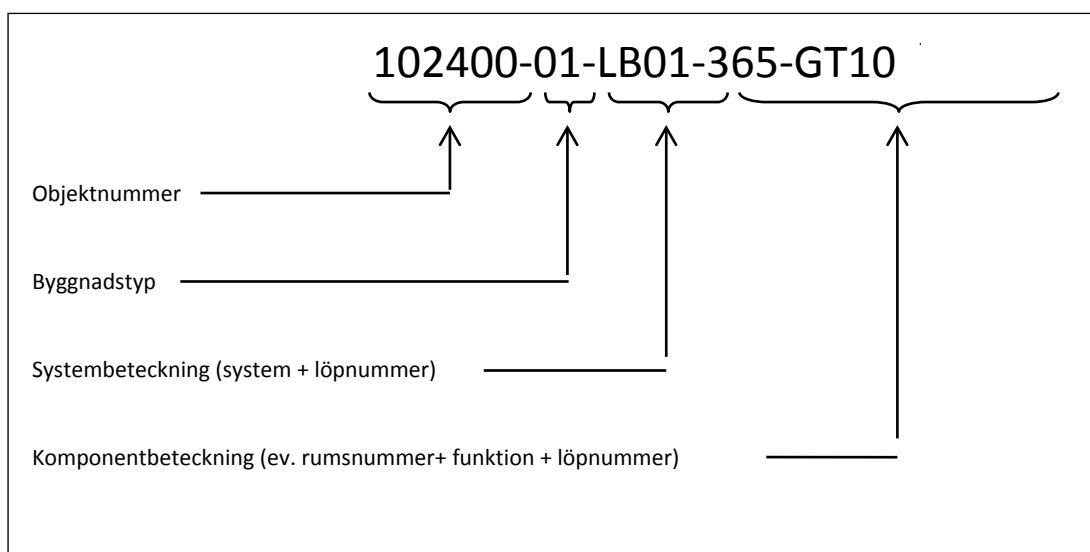 102400-01-LB01-365-GT10
Objektnummer
Byggnadstyp
Systembeteckning (system + löpnummer)
Komponentbeteckning (ev. rumsnummer+ funktion + löpnummer)